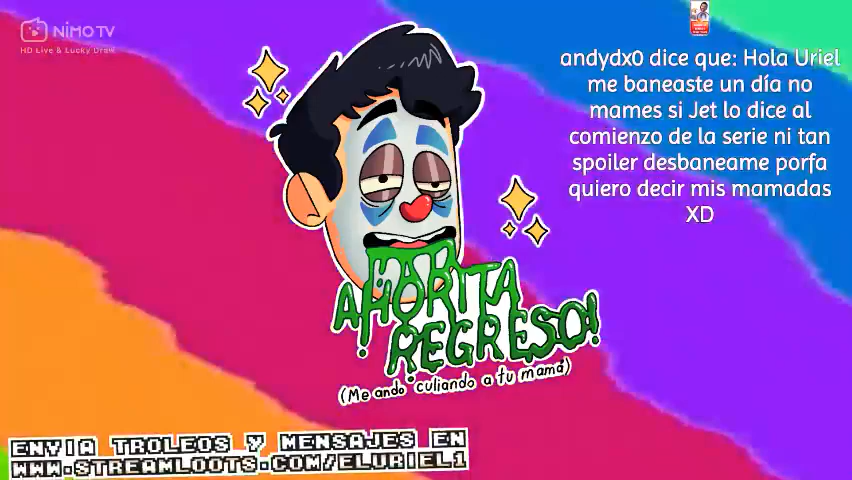 NIMO TV
HD Live & Lucky Draw
andydx0 dice que: Hola Uriel
me baneaste un día no
mames si Jet lo dice al
comienzo de la serie ni tan
spoiler desbaneame porfa
quiero decir mis mamadas
XD
AHORITA
REGRESO!
(Me ando culiando a tu mamá)
ENVIA TROLEOS Y MENSAJES EN
WWW.STREAMLOOTS.COM/ELURIEL1